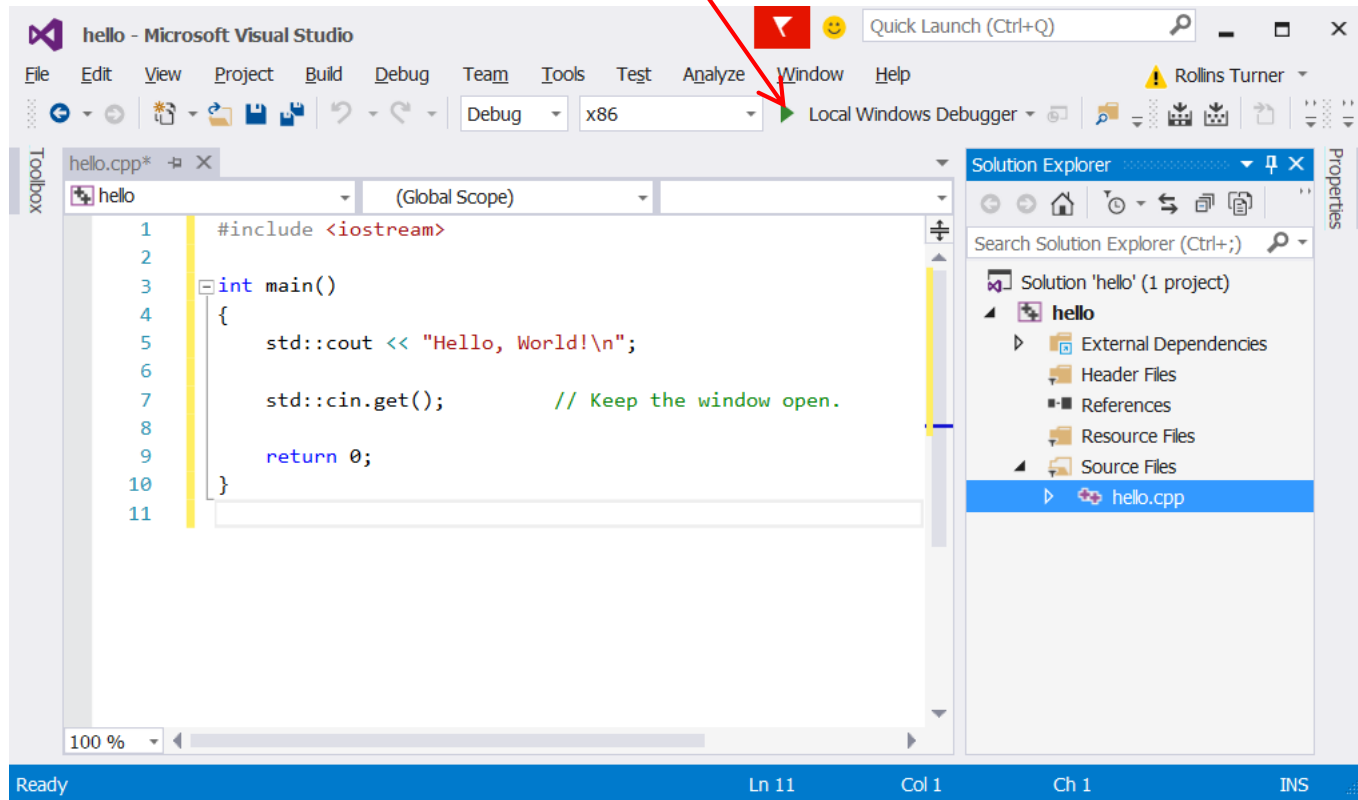 hello - Microsoft Visual Studio
Quick Launch (Ctrl+Q)
File Edit View Project Build Debug Team Tools Test Analyze Window Help
Rollins Turner
Debug x86 Local Windows Debugger
Toolbox
hello.cpp*
hello (Global Scope)
1 #include <iostream>
2
3 int main()
4 {
5 std::cout << "Hello, World!\n";
6
7 std::cin.get(); // Keep the window open.
8
9 return 0;
10 }
11
100 %
Solution Explorer
Search Solution Explorer (Ctrl+;)
Solution 'hello' (1 project)
hello
External Dependencies
Header Files
References
Resource Files
Source Files
hello.cpp
Properties
Ready Ln 11 Col 1 Ch 1 INS